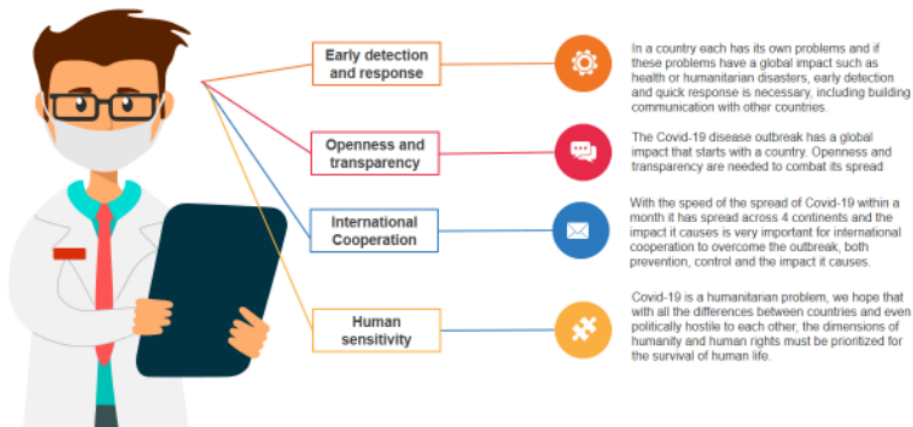 Early detection
and response
In a country each has its own problems and if
these problems have a global impact such as
health or humanitarian disasters, early detection
and quick response is necessary, including building
communication with other countries.
Openness and
transparency
The Covid-19 disease outbreak has a global
impact that starts with a country. Openness and
transparency are needed to combat its spread
International
Cooperation
With the speed of the spread of Covid-19 within a
month it has spread across 4 continents and the
impact it causes is very important for international
cooperation to overcome the outbreak, both
prevention, control and the impact it causes.
Human
sensitivity
Covid-19 is a humanitarian problem, we hope that
with all the differences between countries and even
politically hostile to each other, the dimensions of
humanity and human rights must be prioritized for
the survival of human life.